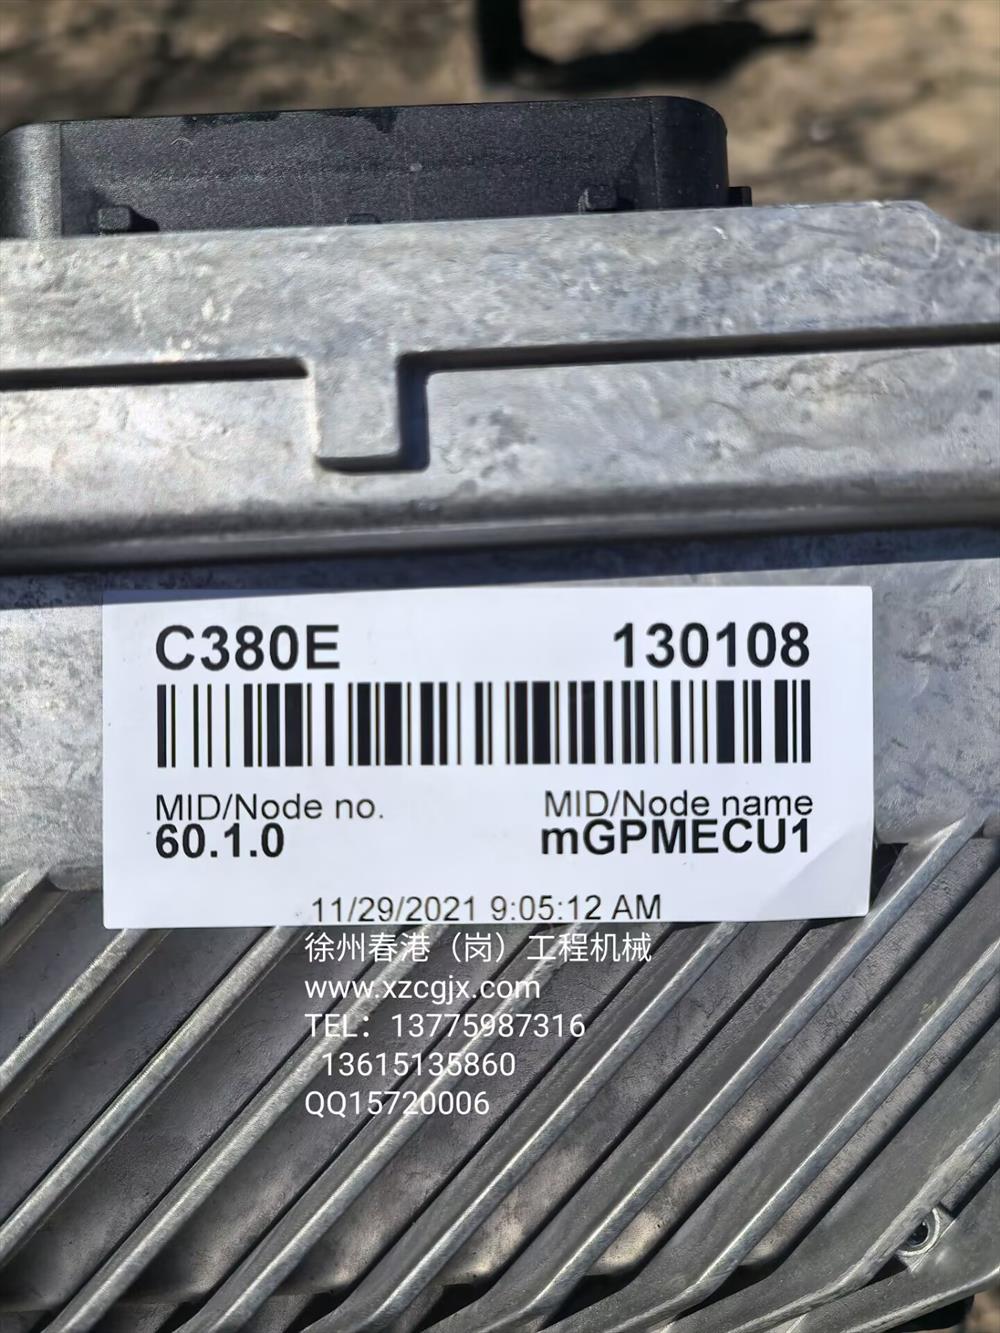 C380E 130108
MID/Node no. MID/Node name
60.1.0 mGPMECU1
11/29/2021 9:05:12 AM
徐州春港（岗）工程机械
www.xzcgjx.com
TEL：13775987316
13615135860
QQ15720006